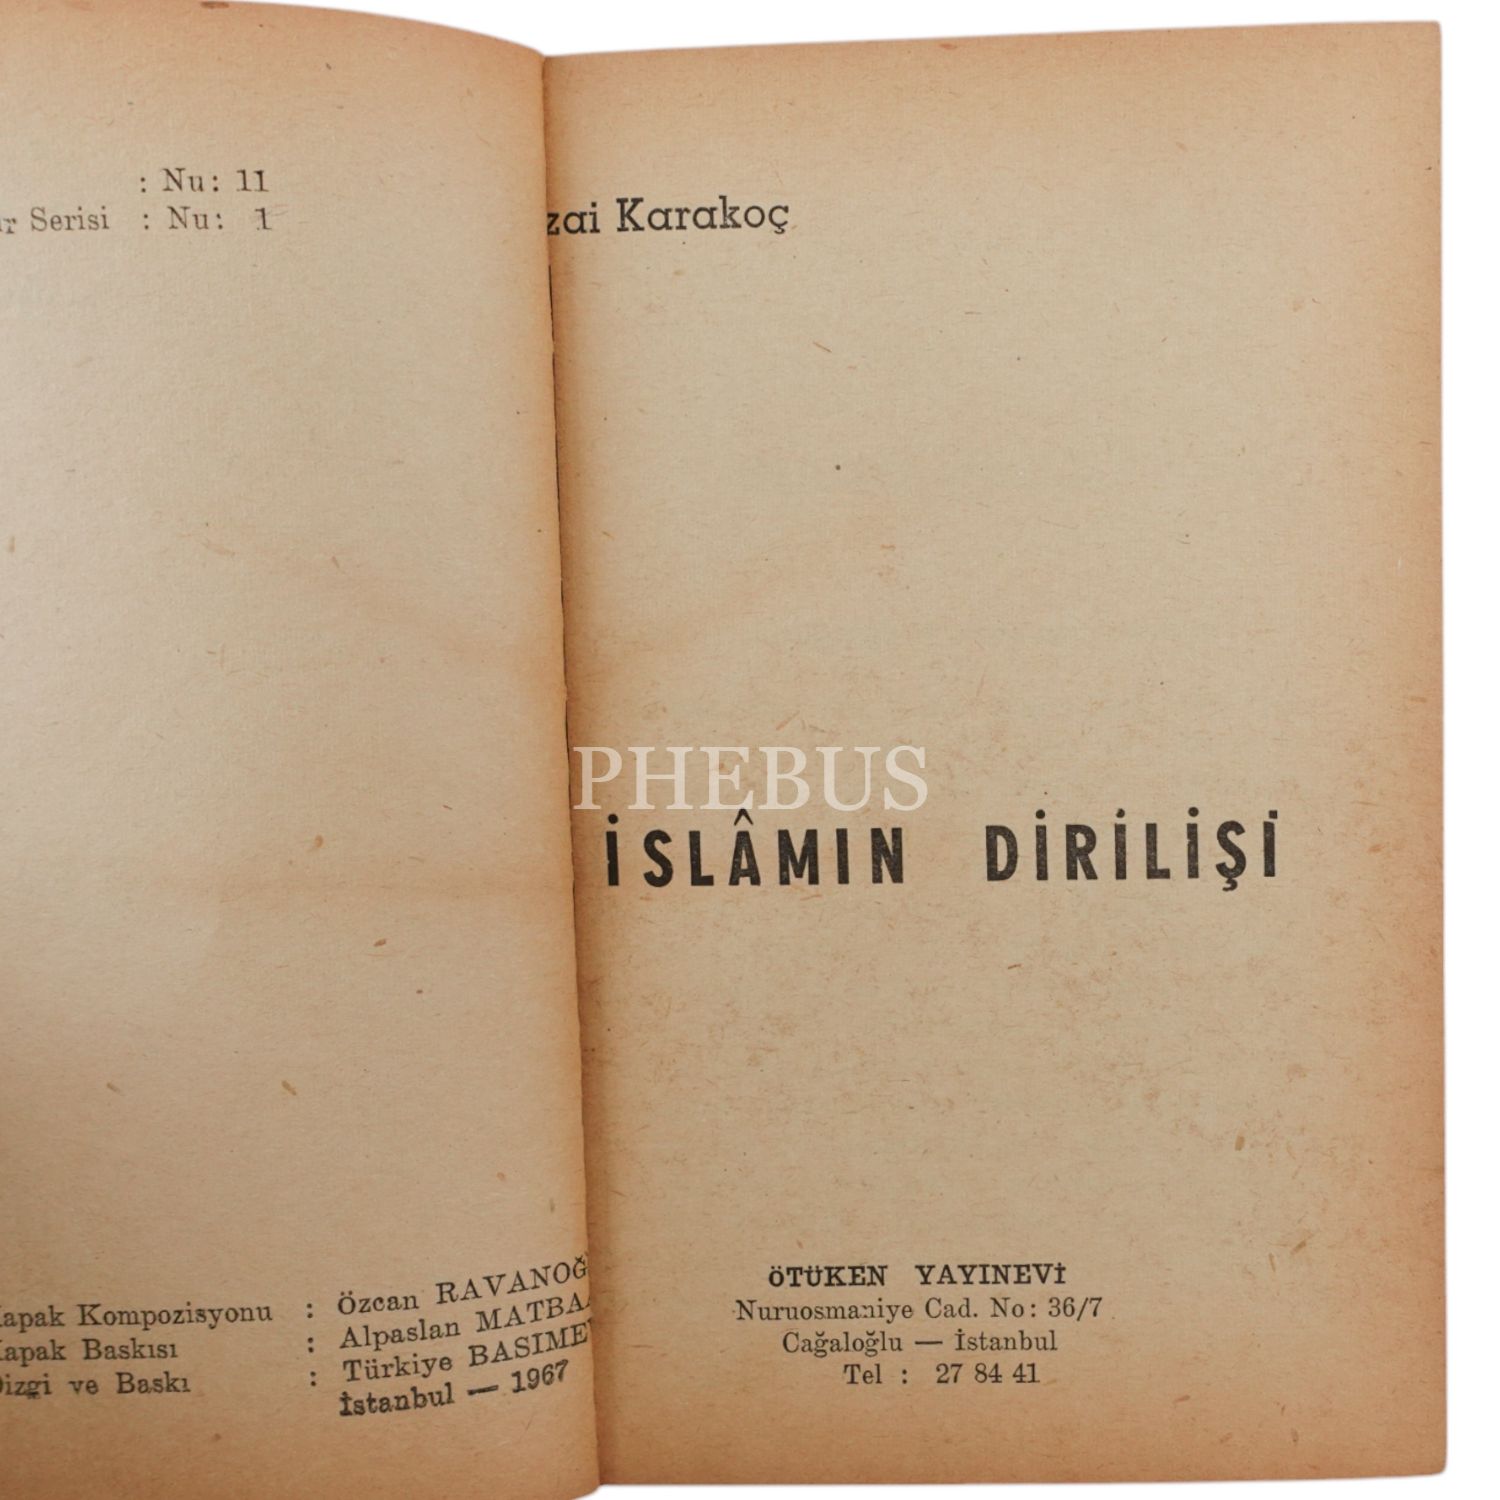 : Nu: 11
Serisi : Nu: 1
Kapak Kompozisyonu : Özcan RAVANOĞ
Kapak Baskısı : Alpaslan MATBAA
Dizgi ve Baskı : Türkiye BASIMEV
İstanbul — 1967
zai Karakoç
PHEBUS
İSLÂMIN DİRİLİŞİ
ÖTÜKEN YAYINEVİ
Nuruosmaniye Cad. No: 36/7
Cağaloğlu — İstanbul
Tel : 27 84 41